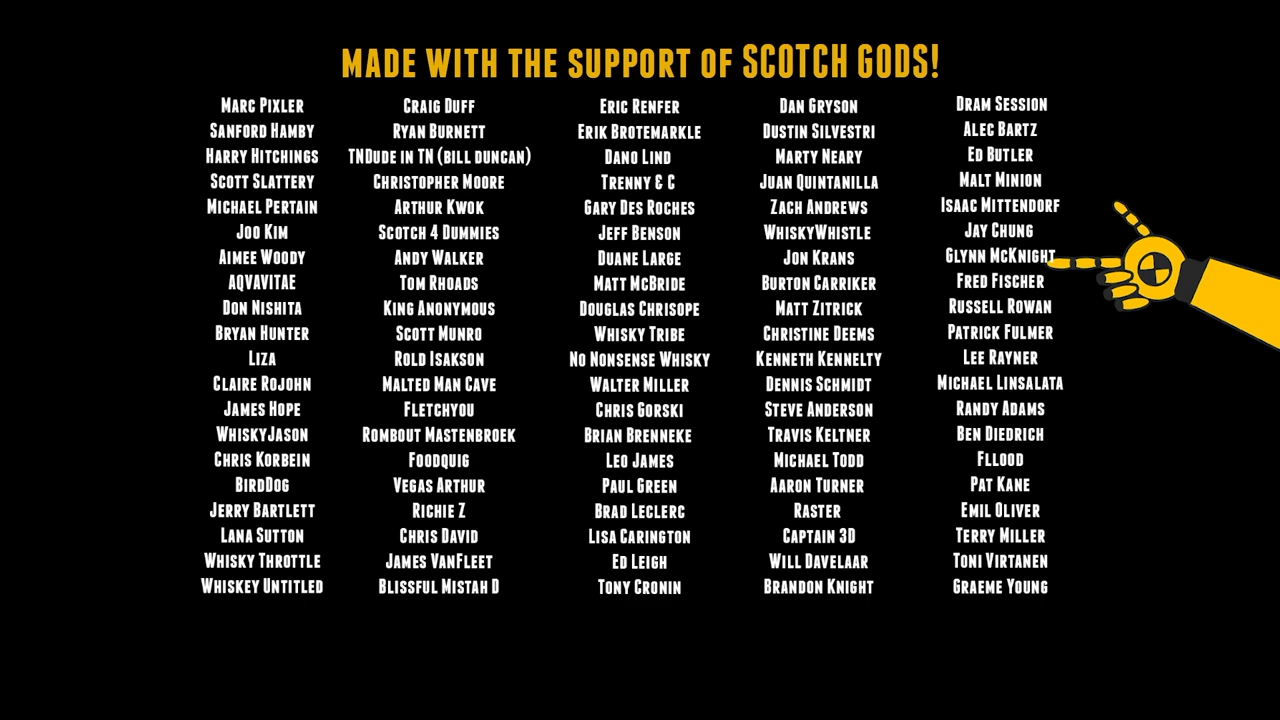 MADE WITH THE SUPPORT OF SCOTCH GODS!
MARC PIXLER
SANFORD HAMBY
HARRY HITCHINGS
SCOTT SLATTERY
MICHAEL PERTAIN
JOO KIM
AIMEE WOODY
AQVAVITAE
DON NISHITA
BRYAN HUNTER
LIZA
CLAIRE ROJOHN
JAMES HOPE
WHISKYJASON
CHRIS KORBEIN
BIRDDOG
JERRY BARTLETT
LANA SUTTON
WHISKY THROTTLE
WHISKEY UNTITLED
CRAIG DUFF
RYAN BURNETT
TNDUDE IN TN (BILL DUNCAN)
CHRISTOPHER MOORE
ARTHUR KWOK
SCOTCH 4 DUMMIES
ANDY WALKER
TOM RHOADS
KING ANONYMOUS
SCOTT MUNRO
ROLD ISAKSON
MALTED MAN CAVE
FLETCHYOU
ROMBOUT MASTENBROEK
FOODQUIG
VEGAS ARTHUR
RICHIE Z
CHRIS DAVID
JAMES VANFLEET
BLISSFUL MISTAH D
ERIC RENFER
ERIK BROTEMARKLE
DANO LIND
TRENNY & C
GARY DES ROCHES
JEFF BENSON
DUANE LARGE
MATT MCBRIDE
DOUGLAS CHRISOPE
WHISKY TRIBE
NO NONSENSE WHISKY
WALTER MILLER
CHRIS GORSKI
BRIAN BRENNEKE
LEO JAMES
PAUL GREEN
BRAD LECLERC
LISA CARINGTON
ED LEIGH
TONY CRONIN
DAN GRYSON
DUSTIN SILVESTRI
MARTY NEARY
JUAN QUINTANILLA
ZACH ANDREWS
WHISKYWHISTLE
JON KRANS
BURTON CARRIKER
MATT ZITRICK
CHRISTINE DEEMS
KENNETH KENNELTY
DENNIS SCHMIDT
STEVE ANDERSON
TRAVIS KELTNER
MICHAEL TODD
AARON TURNER
RASTER
CAPTAIN 3D
WILL DAVELAAR
BRANDON KNIGHT
DRAM SESSION
ALEC BARTZ
ED BUTLER
MALT MINION
ISAAC MITTENDORF
JAY CHUNG
GLYNN MCKNIGHT
FRED FISCHER
RUSSELL ROWAN
PATRICK FULMER
LEE RAYNER
MICHAEL LINSALATA
RANDY ADAMS
BEN DIEDRICH
FLLOOD
PAT KANE
EMIL OLIVER
TERRY MILLER
TONI VIRTANEN
GRAEME YOUNG